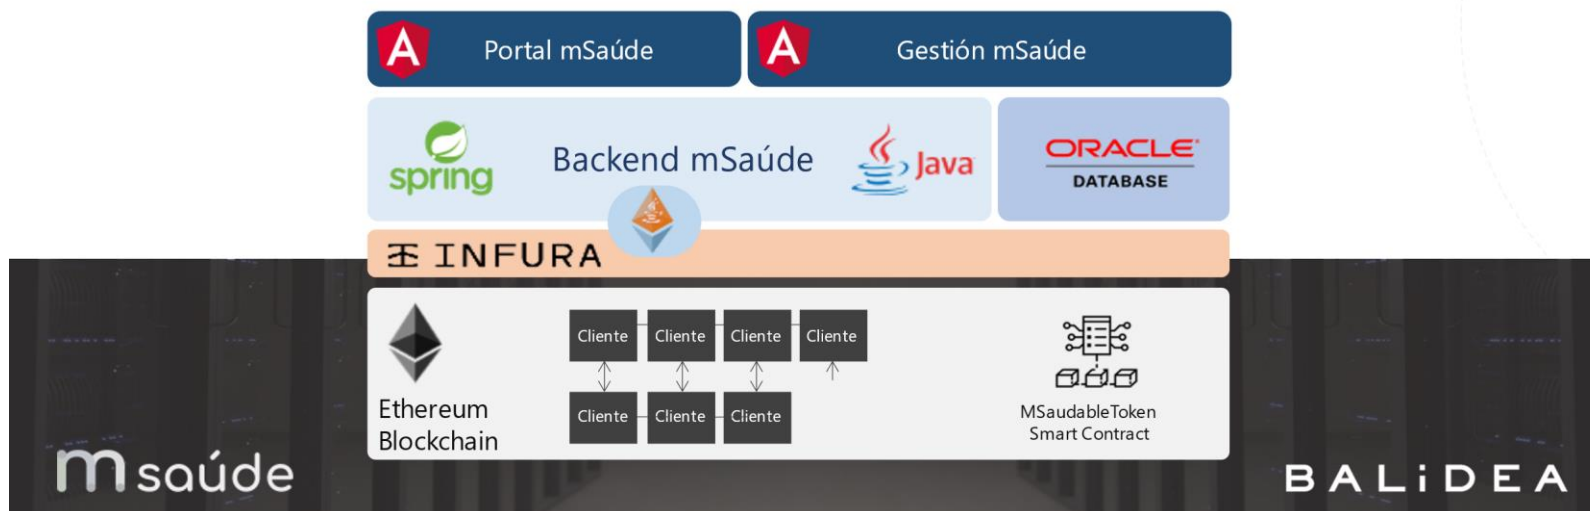 Portal mSaúde
Gestión mSaúde
spring
Backend mSaúde
Java
ORACLE
DATABASE
INFURA
Ethereum
Blockchain
Cliente Cliente Cliente Cliente
Cliente Cliente Cliente
MSaudableToken
Smart Contract
msaúde
BALiDEA